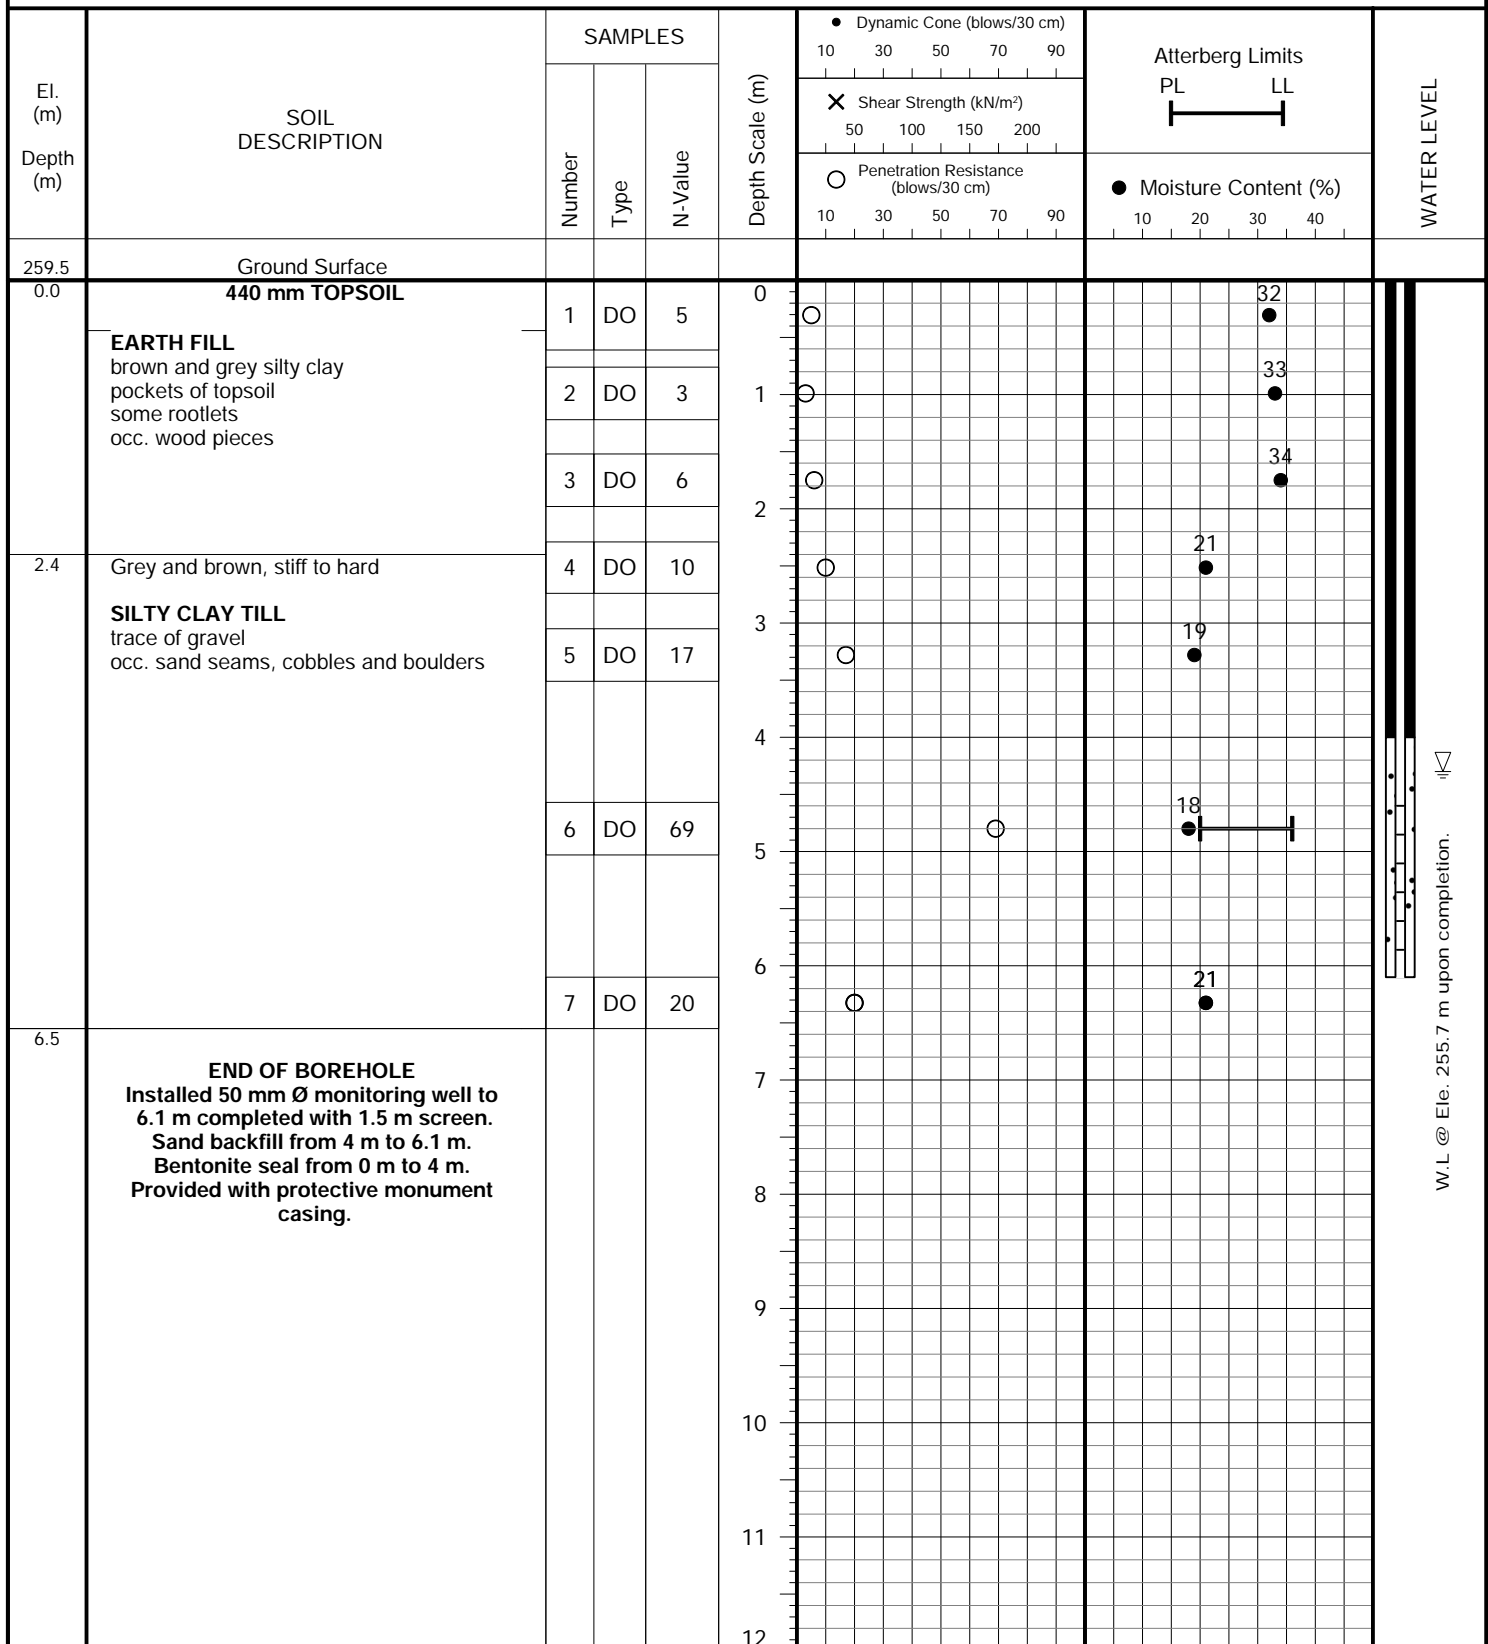 El.
(m)
Depth
(m)
SOIL
DESCRIPTION
SAMPLES
Number
Type
N-Value
Depth Scale (m)
Dynamic Cone (blows/30 cm)
10 30 50 70 90
Shear Strength (kN/m²)
50 100 150 200
Penetration Resistance
(blows/30 cm)
10 30 50 70 90
Atterberg Limits
PL LL
Moisture Content (%)
10 20 30 40
WATER LEVEL
259.5 Ground Surface
0.0 440 mm TOPSOIL
1 DO 5
0
32
EARTH FILL
brown and grey silty clay
pockets of topsoil
some rootlets
occ. wood pieces
2 DO 3
1
33
3 DO 6
34
2
2.4 Grey and brown, stiff to hard
4 DO 10
21
SILTY CLAY TILL
trace of gravel
occ. sand seams, cobbles and boulders
3
5 DO 17
19
4
6 DO 69
18
5
6
7 DO 20
21
6.5
END OF BOREHOLE
Installed 50 mm Ø monitoring well to
6.1 m completed with 1.5 m screen.
Sand backfill from 4 m to 6.1 m.
Bentonite seal from 0 m to 4 m.
Provided with protective monument
casing.
7
8
9
10
11
12
W.L @ Ele. 255.7 m upon completion.